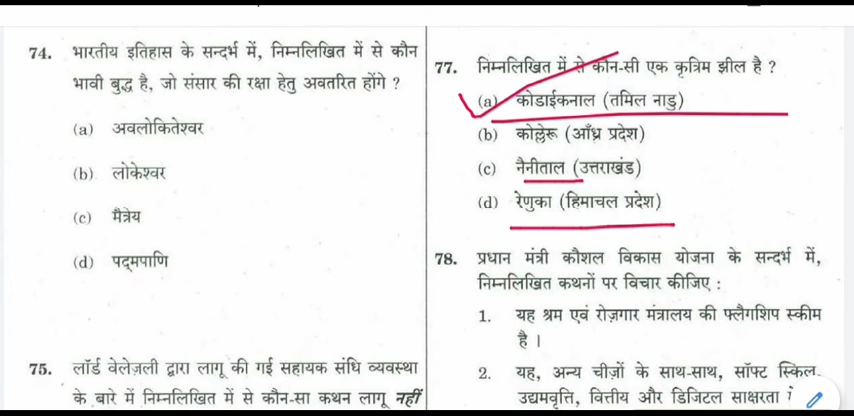 74. भारतीय इतिहास के सन्दर्भ में, निम्नलिखित में से कौन
भावी बुद्ध है, जो संसार की रक्षा हेतु अवतरित होंगे ?
(a) अवलोकितेश्वर
(b) लोकेश्वर
(c) मैत्रेय
(d) पद्मपाणि
75. लॉर्ड वेलेज़ली द्वारा लागू की गई सहायक संधि व्यवस्था
के बारे में निम्नलिखित में से कौन-सा कथन लागू नहीं
77. निम्नलिखित में से कौन-सी एक कृत्रिम झील है ?
(a) कोडाईकनाल (तमिल नाडु)
(b) कोल्लेरू (आँध्र प्रदेश)
(c) नैनीताल (उत्तराखंड)
(d) रेणुका (हिमाचल प्रदेश)
78. प्रधान मंत्री कौशल विकास योजना के सन्दर्भ में,
निम्नलिखित कथनों पर विचार कीजिए :
1. यह श्रम एवं रोज़गार मंत्रालय की फ्लैगशिप स्कीम
है ।
2. यह, अन्य चीज़ों के साथ-साथ, सॉफ्ट स्किल,
उद्यमवृत्ति, वित्तीय और डिजिटल साक्षरता